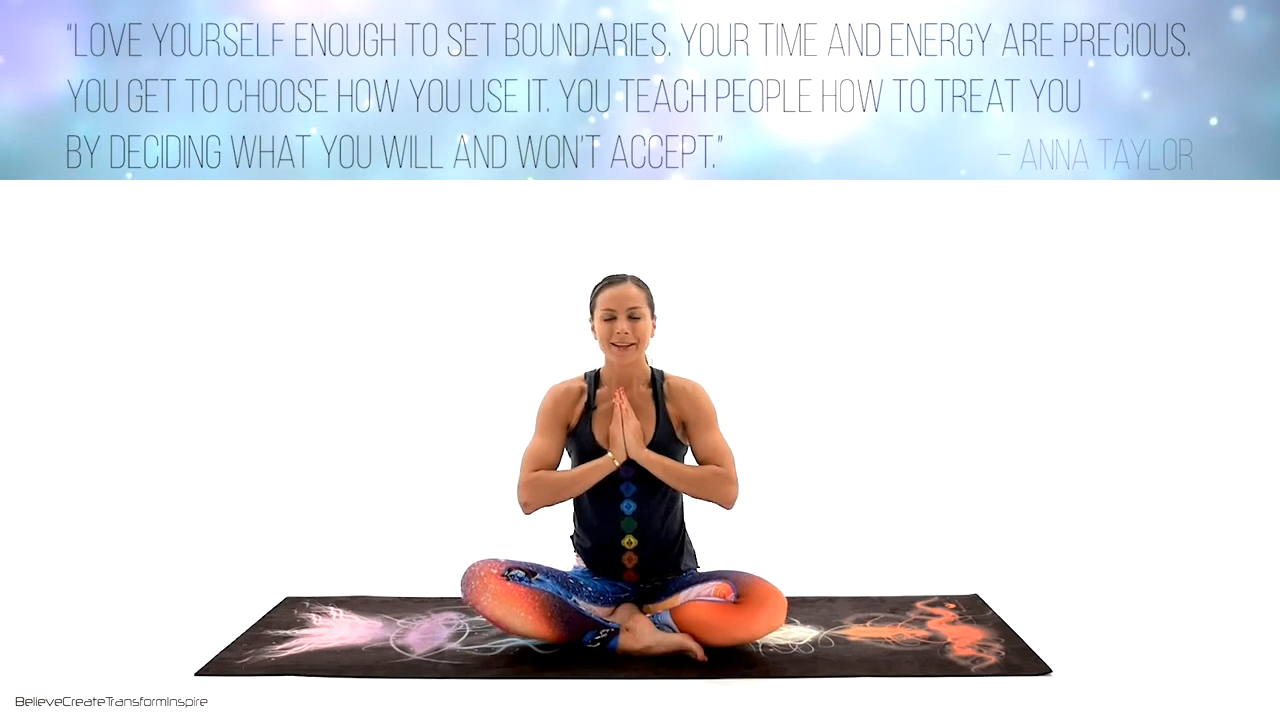 “LOVE YOURSELF ENOUGH TO SET BOUNDARIES. YOUR TIME AND ENERGY ARE PRECIOUS.
YOU GET TO CHOOSE HOW YOU USE IT. YOU TEACH PEOPLE HOW TO TREAT YOU
BY DECIDING WHAT YOU WILL AND WON’T ACCEPT.”
– ANNA TAYLOR
BelieveCreateTransformInspire